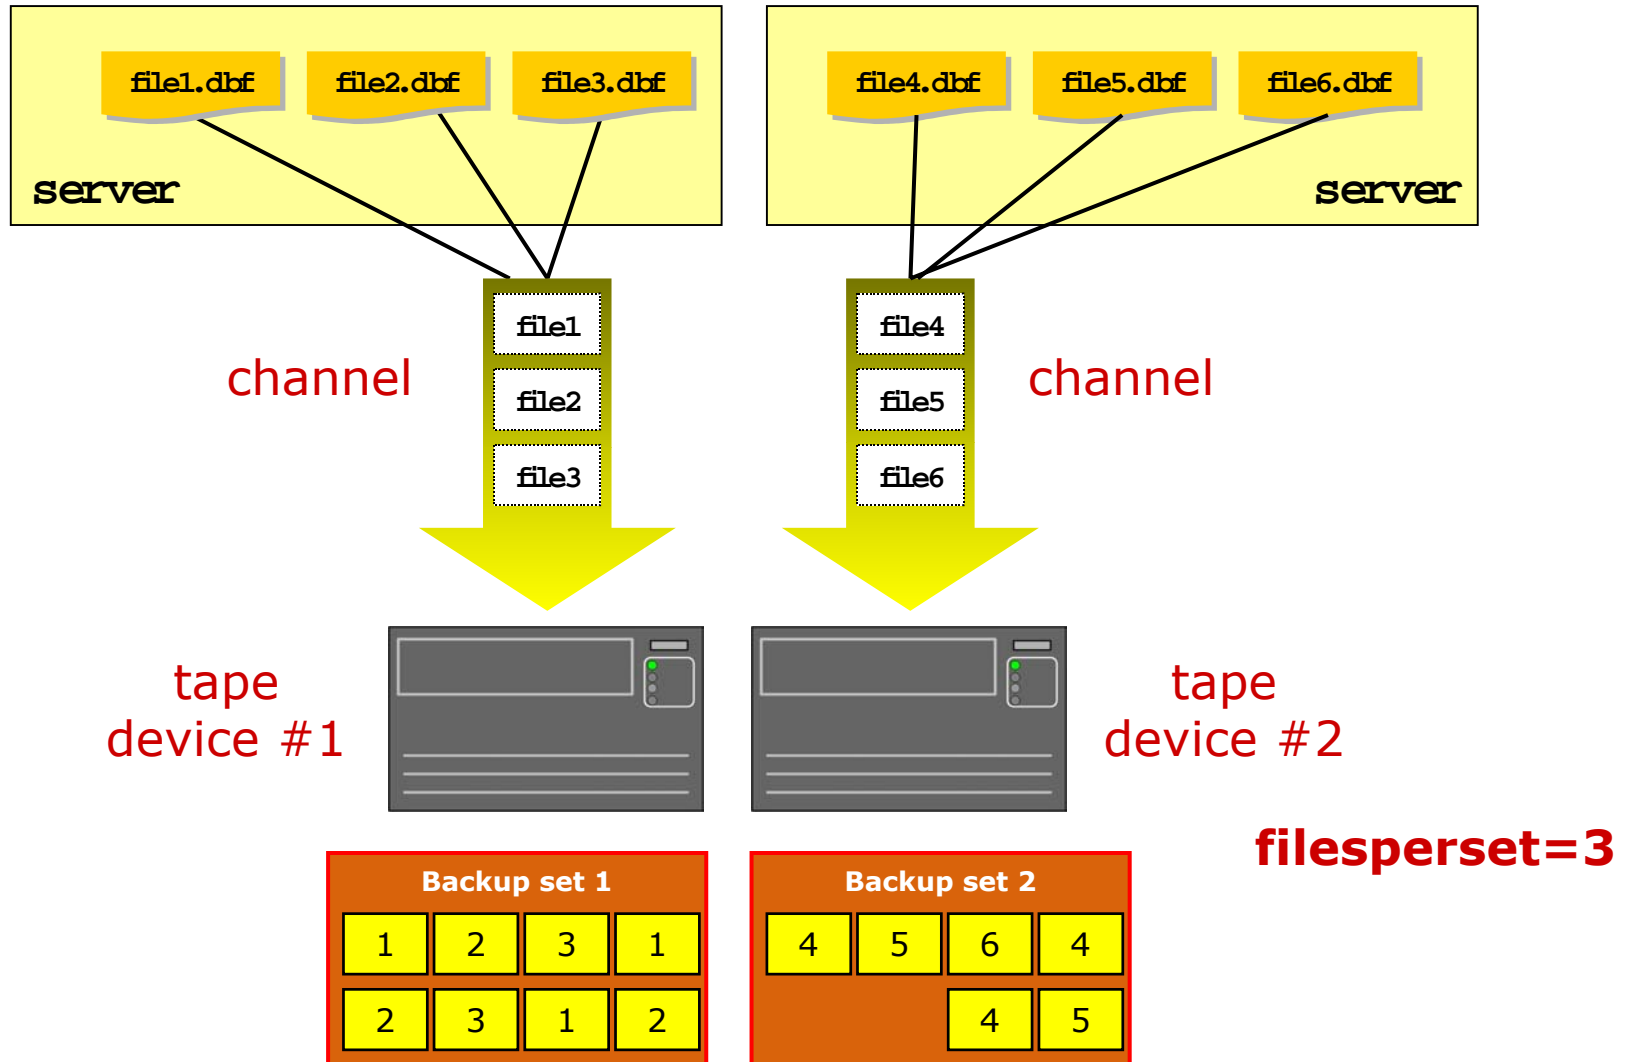 file1.dbf file2.dbf file3.dbf
server
file4.dbf file5.dbf file6.dbf
server
channel
file1
file2
file3
file4
file5
file6
channel
tape
device #1
tape
device #2
filesperset=3
Backup set 1
1 2 3 1
2 3 1 2
Backup set 2
4 5 6 4
4 5